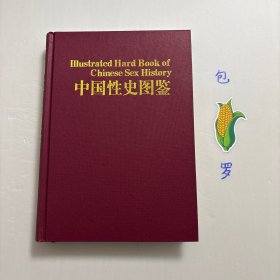 Illustrated Hard Book of
Chinese Sex History
中国性史图鉴
包
罗